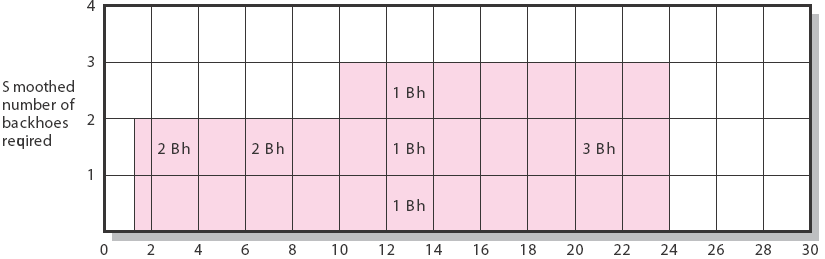 4
3
S moothed
number of
backhoes
reqired
2
1
1 Bh
2 Bh
2 Bh
1 Bh
3 Bh
1 Bh
0 2 4 6 8 10 12 14 16 18 20 22 24 26 28 30